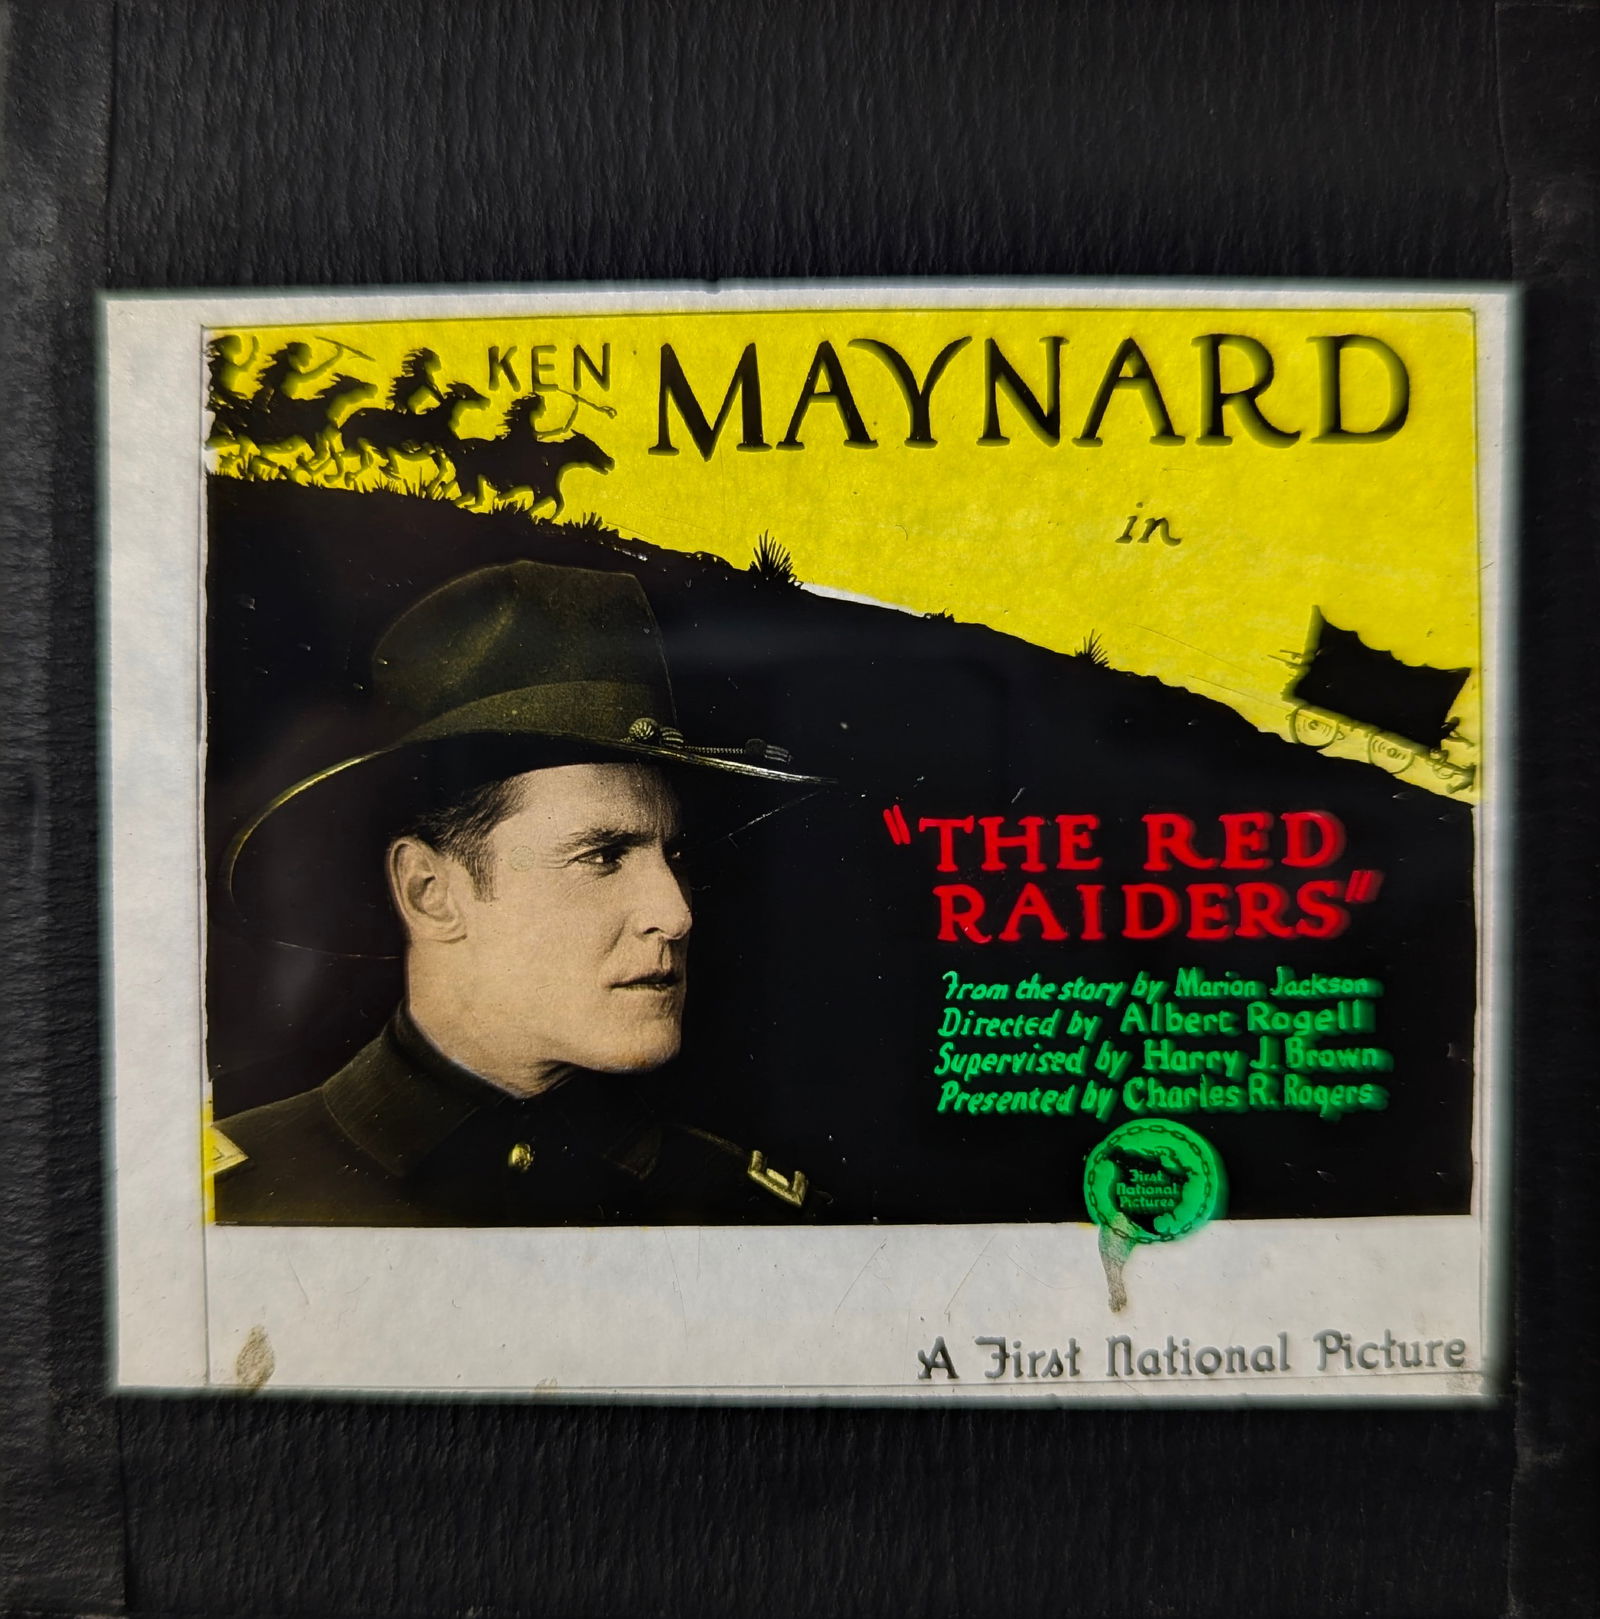 KEN MAYNARD
in
"THE RED
RAIDERS"
From the story by Marion Jackson
Directed by Albert Rogell
Supervised by Harry J. Brown
Presented by Charles R. Rogers
First
National
Pictures
A First National Picture